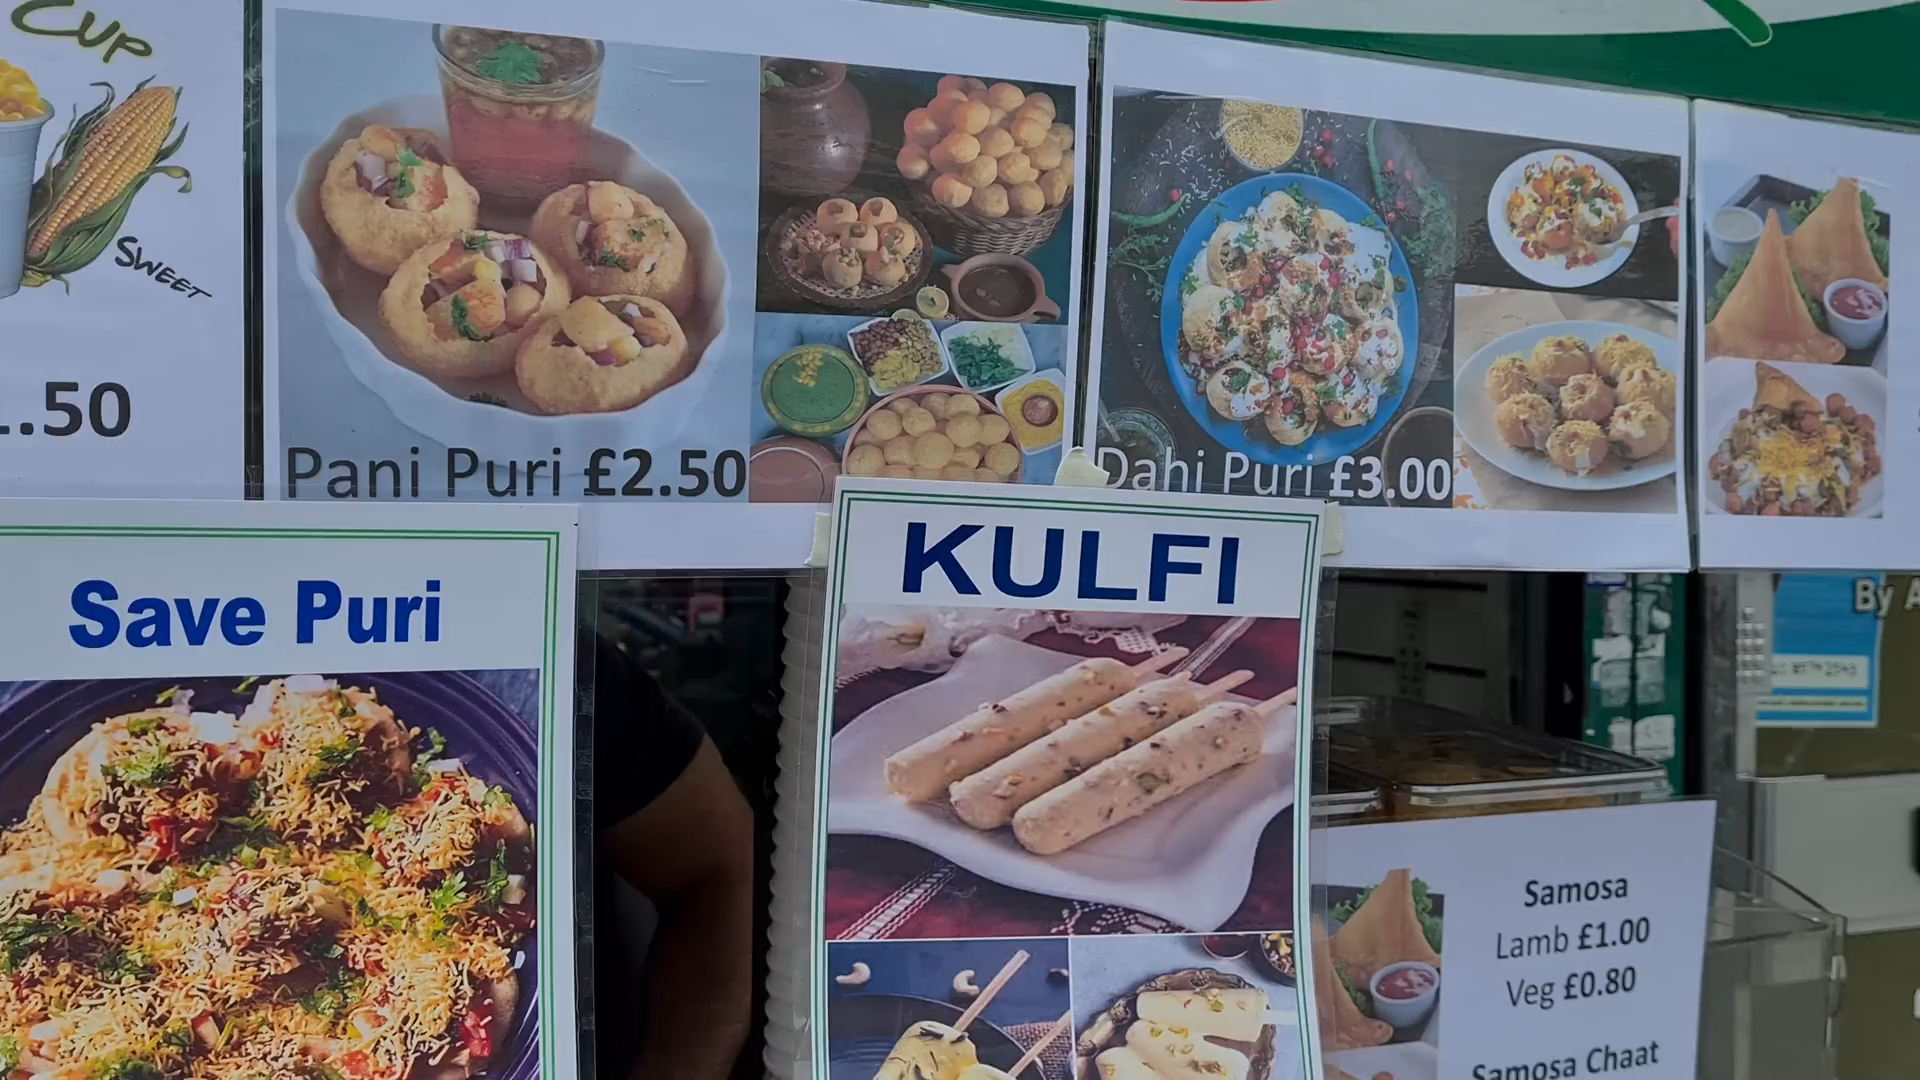 CUP
SWEET
.50
Pani Puri £2.50
Dahi Puri £3.00
Save Puri
KULFI
By
Samosa
Lamb £1.00
Veg £0.80
Samosa Chaat